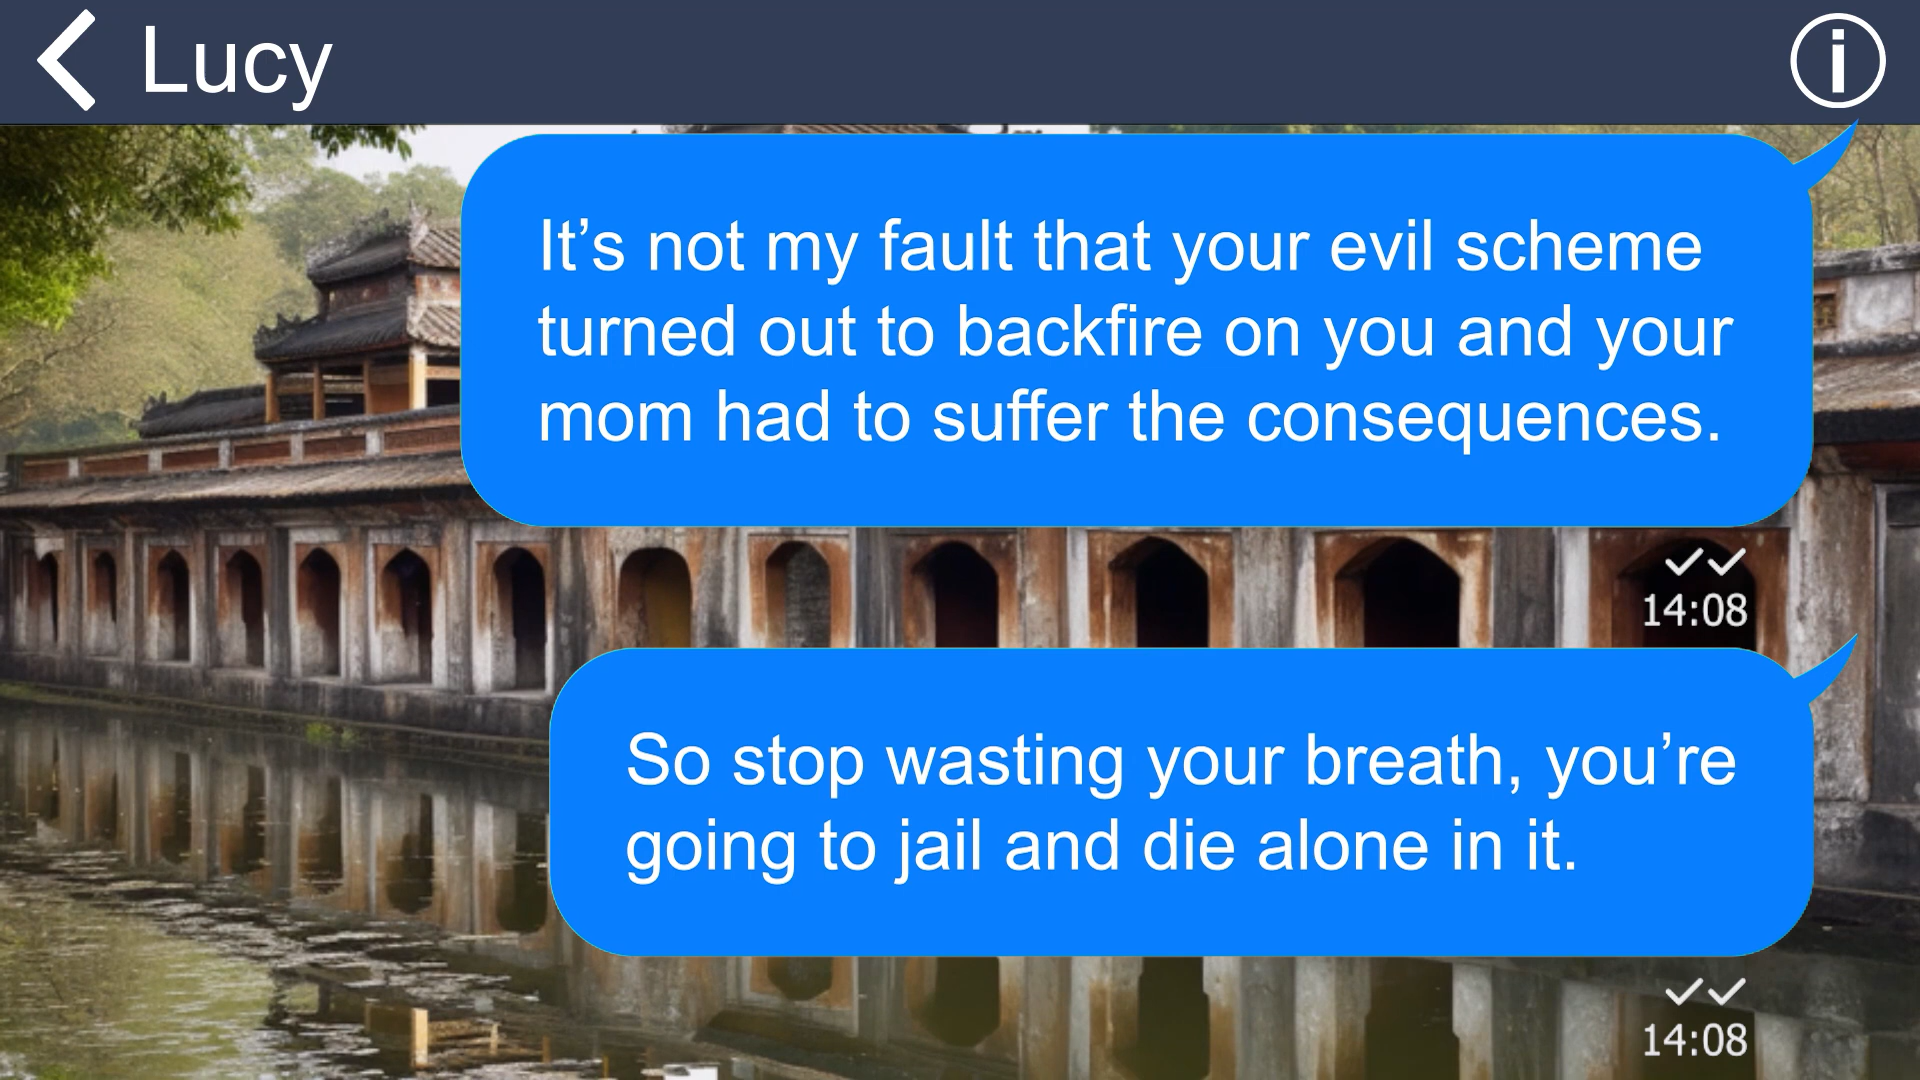 Lucy
It’s not my fault that your evil scheme
turned out to backfire on you and your
mom had to suffer the consequences.
14:08
So stop wasting your breath, you’re
going to jail and die alone in it.
14:08